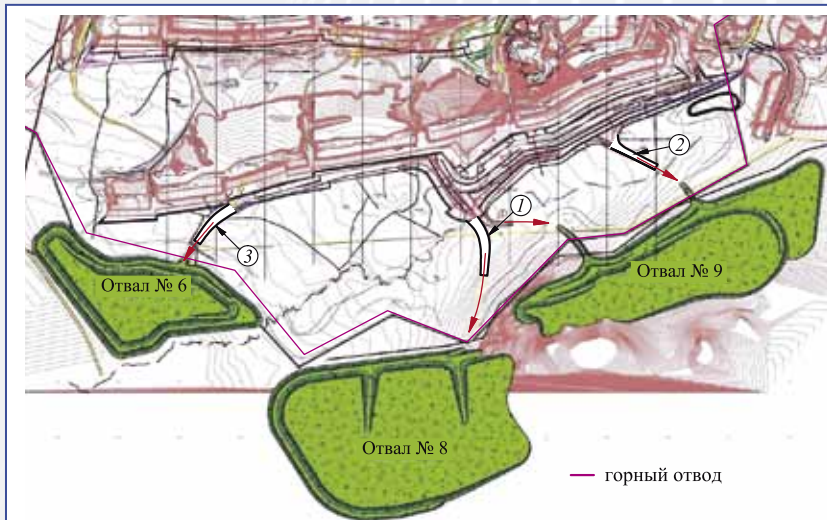 2
1
3
Отвал № 6
Отвал № 9
Отвал № 8
горный отвод